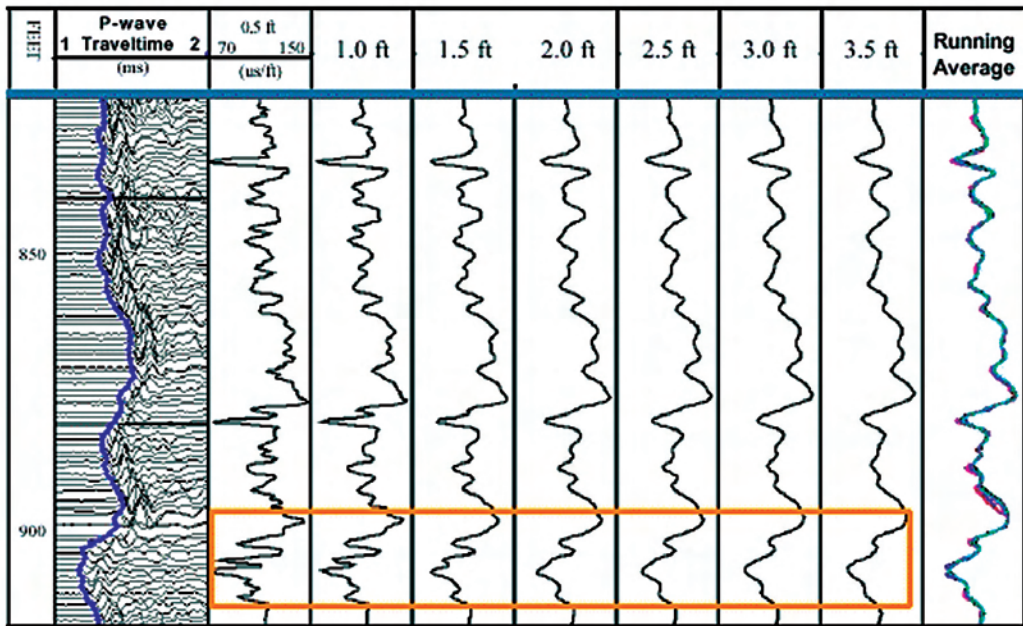 FEET
P-wave
1 Traveltime 2
(ms)
0.5 ft
70 150
(us/ft)
1.0 ft
1.5 ft
2.0 ft
2.5 ft
3.0 ft
3.5 ft
Running
Average
850
900